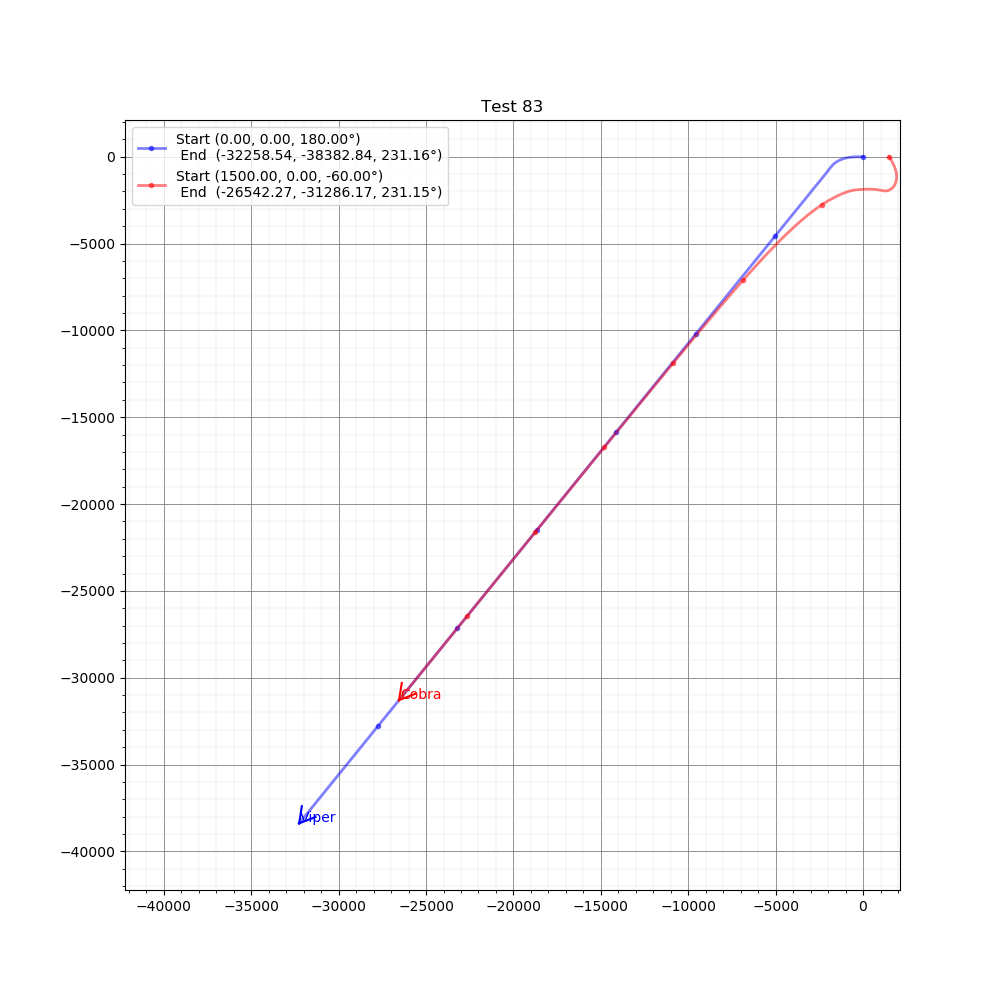 Test 83
Start (0.00, 0.00, 180.00°)
End (-32258.54, -38382.84, 231.16°)
Start (1500.00, 0.00, -60.00°)
End (-26542.27, -31286.17, 231.15°)
0
−5000
−10000
−15000
−20000
−25000
−30000
−35000
−40000
Cobra
Viper
−40000 −35000 −30000 −25000 −20000 −15000 −10000 −5000 0